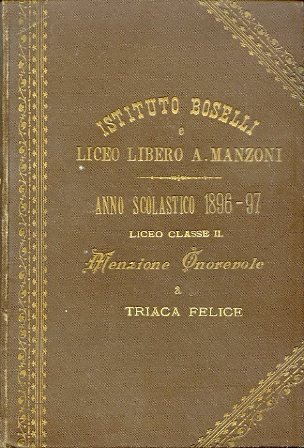 ISTITUTO BOSELLI
e
LICEO LIBERO A. MANZONI
ANNO SCOLASTICO 1896-97
LICEO CLASSE II.
Menzione Onorevole
a
TRIACA FELICE